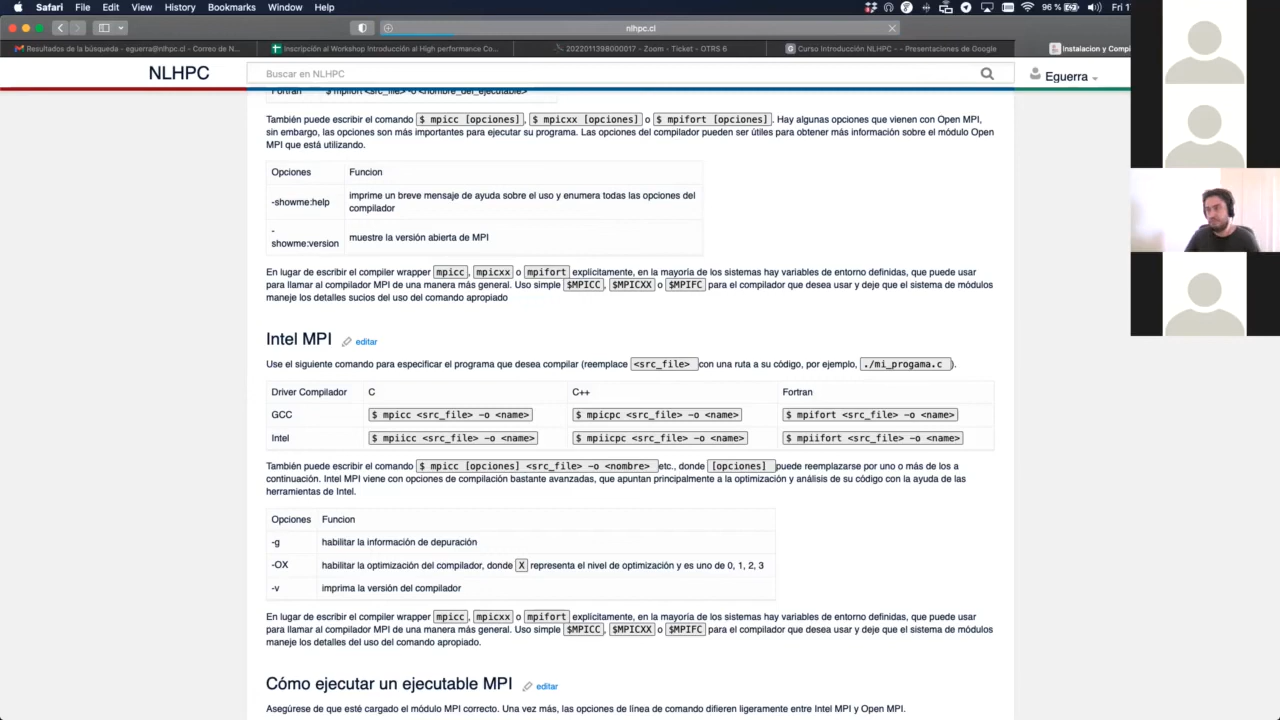 Safari File Edit View History Bookmarks Develop Window Help 96 % Fri 1
nlhpc.cl
Resultados de la búsqueda - eguerra@nlhpc.cl - Correo de N...
Inscripción al Workshop Introducción al High performance Co...
2022011398000017 - Zoom - Ticket - OTRS 6
Curso Introducción NLHPC - - Presentaciones de Google
Instalacion y Compi
NLHPC
Buscar en NLHPC
Eguerra
Fortran $ mpifort <src_file> -o <nombre_del_ejecutable>
También puede escribir el comando $ mpicc [opciones], $ mpicxx [opciones] o $ mpifort [opciones]. Hay algunas opciones que vienen con Open MPI,
sin embargo, las opciones son más importantes para ejecutar su programa. Las opciones del compilador pueden ser útiles para obtener más información sobre el módulo Open
MPI que está utilizando.
Opciones Funcion
-showme:help imprime un breve mensaje de ayuda sobre el uso y enumera todas las opciones del
compilador
-
showme:version muestre la versión abierta de MPI
En lugar de escribir el compiler wrapper mpicc, mpicxx o mpifort explícitamente, en la mayoría de los sistemas hay variables de entorno definidas, que puede usar
para llamar al compilador MPI de una manera más general. Uso simple $MPICC, $MPICXX o $MPIFC para el compilador que desea usar y deje que el sistema de módulos
maneje los detalles sucios del uso del comando apropiado
Intel MPI editar
Use el siguiente comando para especificar el programa que desea compilar (reemplace <src_file> con una ruta a su código, por ejemplo, ./mi_progama.c ).
Driver Compilador C C++ Fortran
GCC $ mpicc <src_file> -o <name> $ mpicpc <src_file> -o <name> $ mpifort <src_file> -o <name>
Intel $ mpiicc <src_file> -o <name> $ mpiicpc <src_file> -o <name> $ mpiifort <src_file> -o <name>
También puede escribir el comando $ mpicc [opciones] <src_file> -o <nombre> etc., donde [opciones] puede reemplazarse por uno o más de los a
continuación. Intel MPI viene con opciones de compilación bastante avanzadas, que apuntan principalmente a la optimización y análisis de su código con la ayuda de las
herramientas de Intel.
Opciones Funcion
-g habilitar la información de depuración
-OX habilitar la optimización del compilador, donde X representa el nivel de optimización y es uno de 0, 1, 2, 3
-v imprima la versión del compilador
En lugar de escribir el compiler wrapper mpicc, mpicxx o mpifort explícitamente, en la mayoría de los sistemas hay variables de entorno definidas, que puede usar
para llamar al compilador MPI de una manera más general. Uso simple $MPICC, $MPICXX o $MPIFC para el compilador que desea usar y deje que el sistema de módulos
maneje los detalles del uso del comando apropiado.
Cómo ejecutar un ejecutable MPI editar
Asegúrese de que esté cargado el módulo MPI correcto. Una vez más, las opciones de línea de comando difieren ligeramente entre Intel MPI y Open MPI.